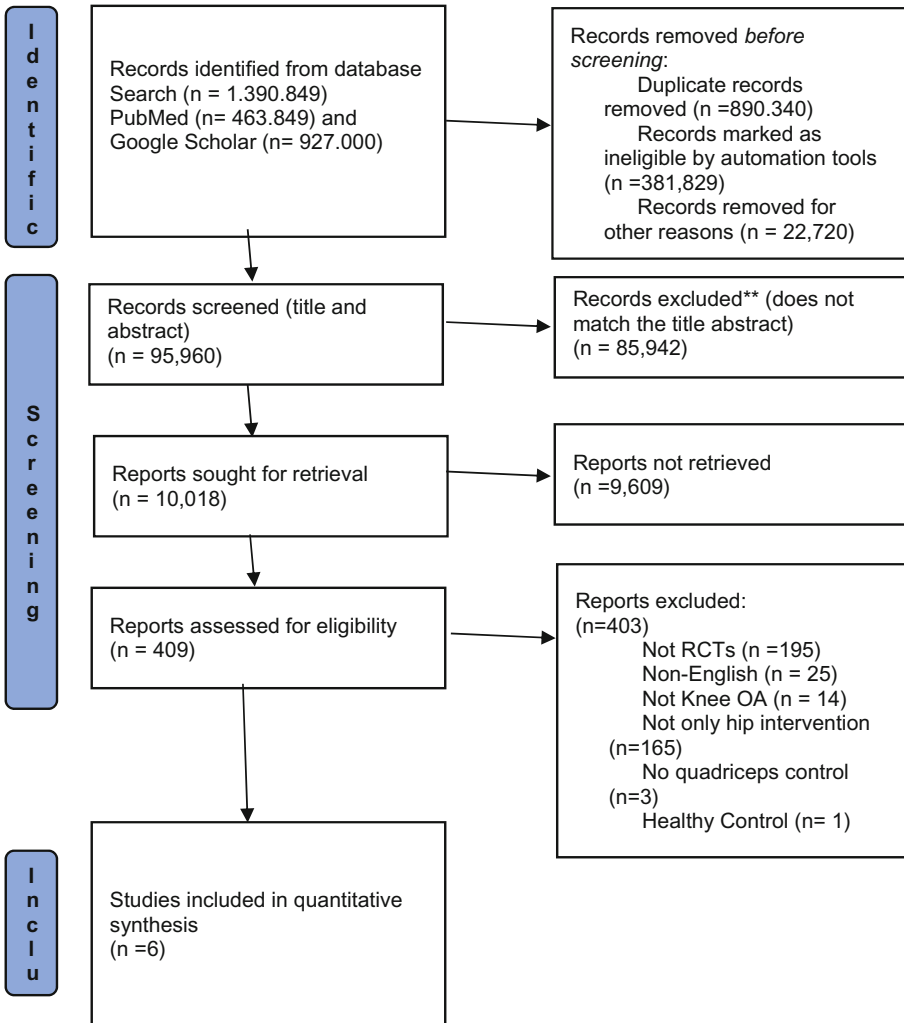 Identific
Records identified from database
Search (n = 1.390.849)
PubMed (n= 463.849) and
Google Scholar (n= 927.000)
Records removed before
screening:
Duplicate records
removed (n =890.340)
Records marked as
ineligible by automation tools
(n =381,829)
Records removed for
other reasons (n = 22,720)
Screening
Records screened (title and
abstract)
(n = 95,960)
Records excluded** (does not
match the title abstract)
(n = 85,942)
Reports sought for retrieval
(n = 10,018)
Reports not retrieved
(n =9,609)
Reports assessed for eligibility
(n = 409)
Reports excluded:
(n=403)
Not RCTs (n =195)
Non-English (n = 25)
Not Knee OA (n = 14)
Not only hip intervention
(n=165)
No quadriceps control
(n=3)
Healthy Control (n= 1)
Inclu
Studies included in quantitative
synthesis
(n =6)